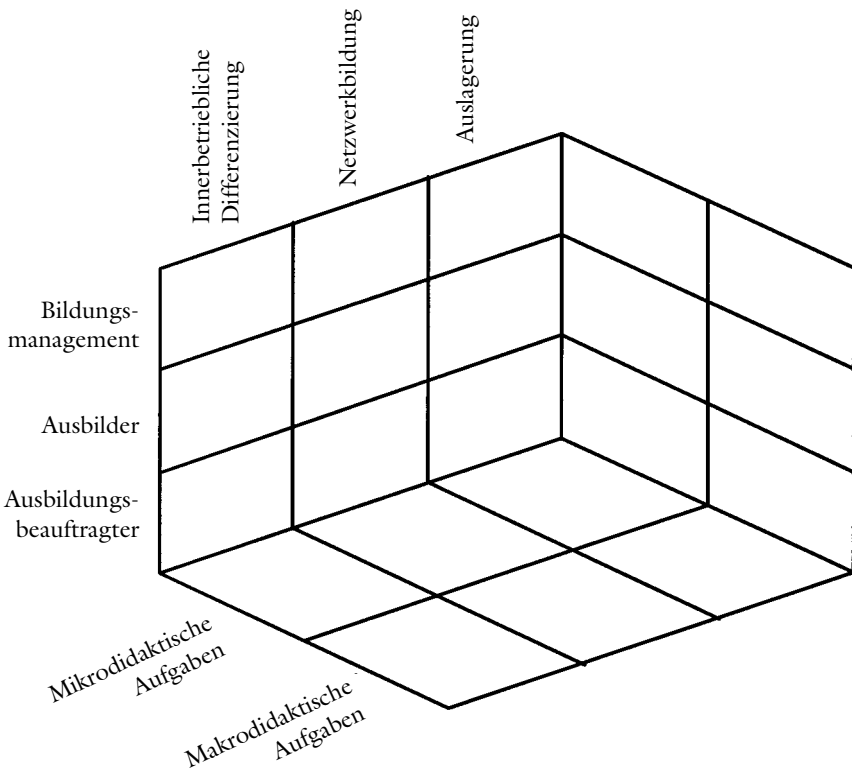 Innerbetriebliche
Differenzierung
Netzwerkbildung
Auslagerung
Bildungs-
management
Ausbilder
Ausbildungs-
beauftragter
Mikrodidaktische
Aufgaben
Makrodidaktische
Aufgaben